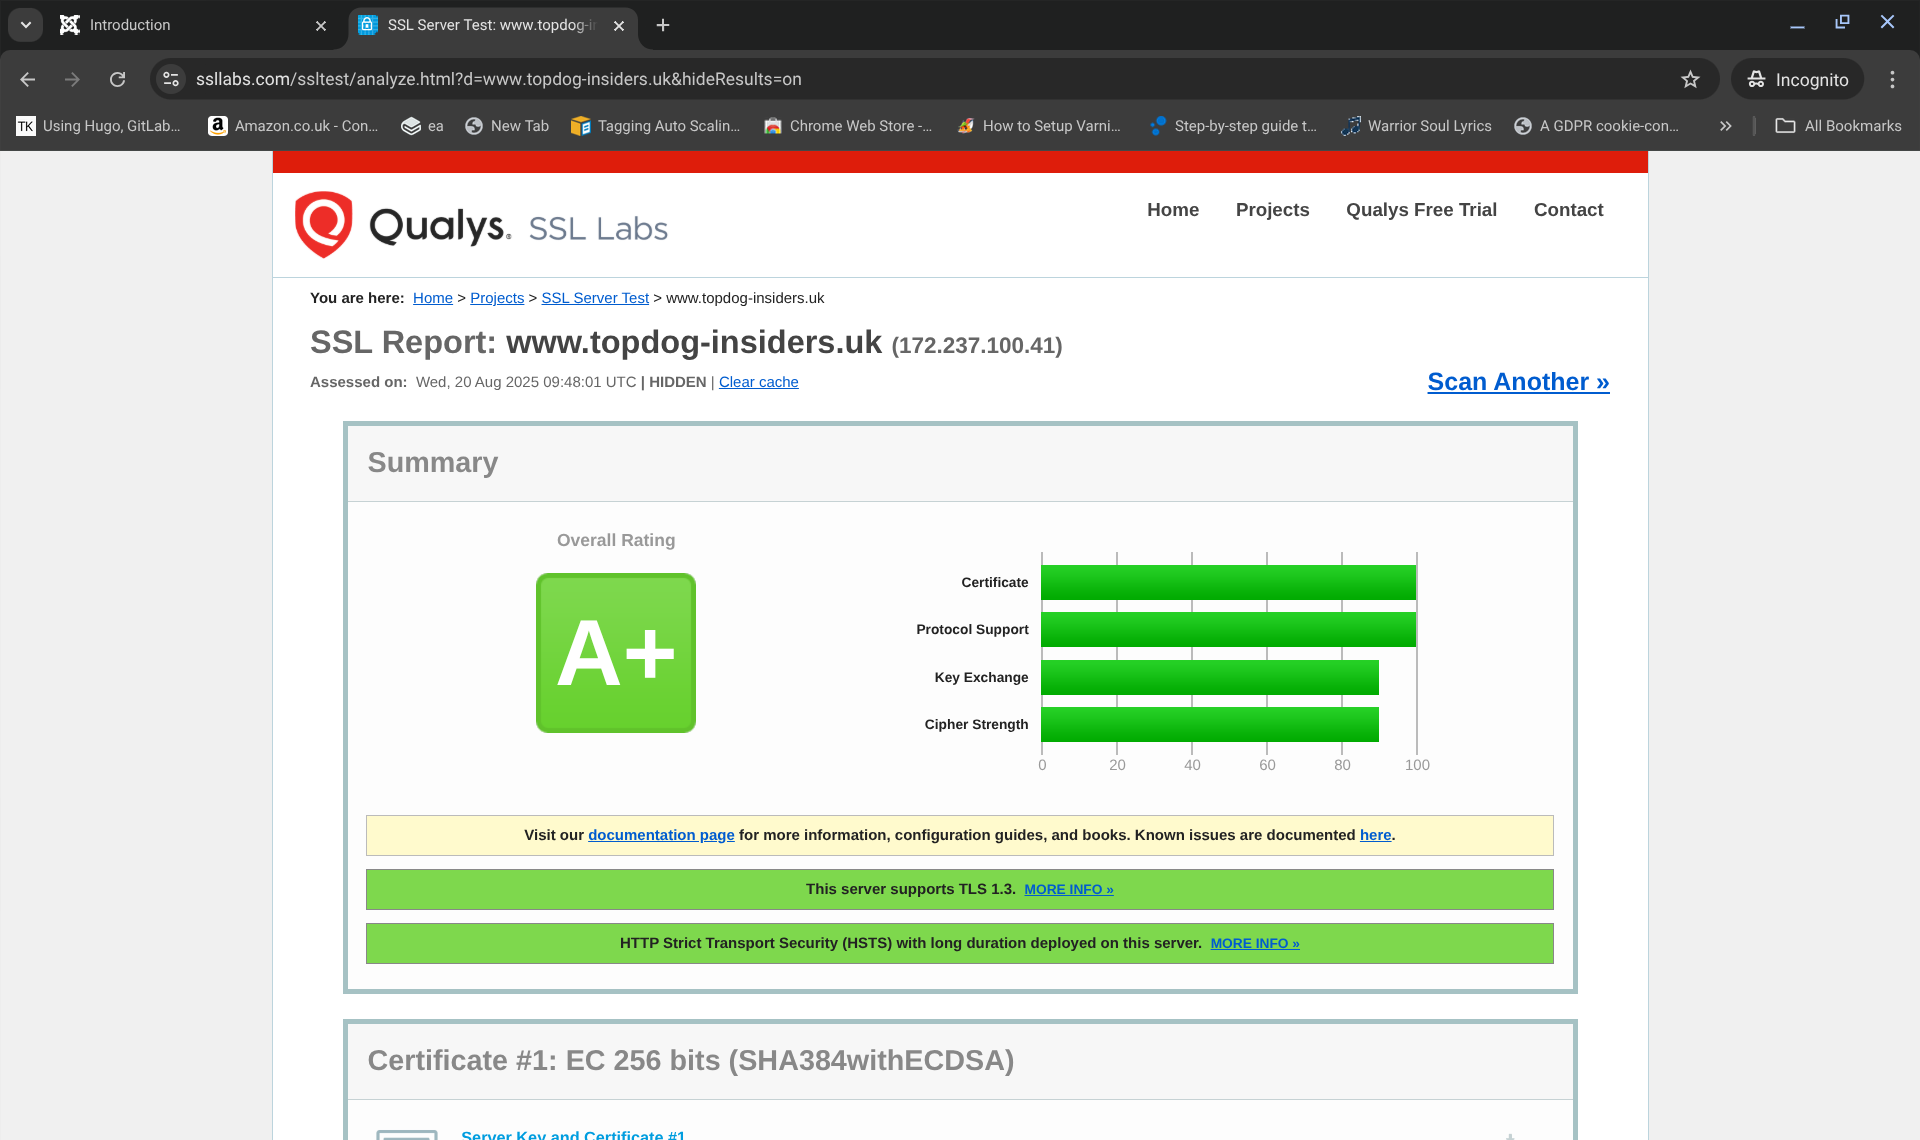 Introduction
SSL Server Test: www.topdog-in
ssllabs.com/ssltest/analyze.html?d=www.topdog-insiders.uk&hideResults=on
Incognito
TK Using Hugo, GitLab...
a Amazon.co.uk - Con...
ea
New Tab
Tagging Auto Scalin...
Chrome Web Store -...
How to Setup Varni...
Step-by-step guide t...
Warrior Soul Lyrics
A GDPR cookie-con...
All Bookmarks
Qualys. SSL Labs
Home Projects Qualys Free Trial Contact
You are here: Home > Projects > SSL Server Test > www.topdog-insiders.uk
SSL Report: www.topdog-insiders.uk (172.237.100.41)
Assessed on: Wed, 20 Aug 2025 09:48:01 UTC | HIDDEN | Clear cache
Scan Another »
Summary
Overall Rating
A+
Certificate
Protocol Support
Key Exchange
Cipher Strength
0 20 40 60 80 100
Visit our documentation page for more information, configuration guides, and books. Known issues are documented here.
This server supports TLS 1.3. MORE INFO »
HTTP Strict Transport Security (HSTS) with long duration deployed on this server. MORE INFO »
Certificate #1: EC 256 bits (SHA384withECDSA)
Server Key and Certificate #1